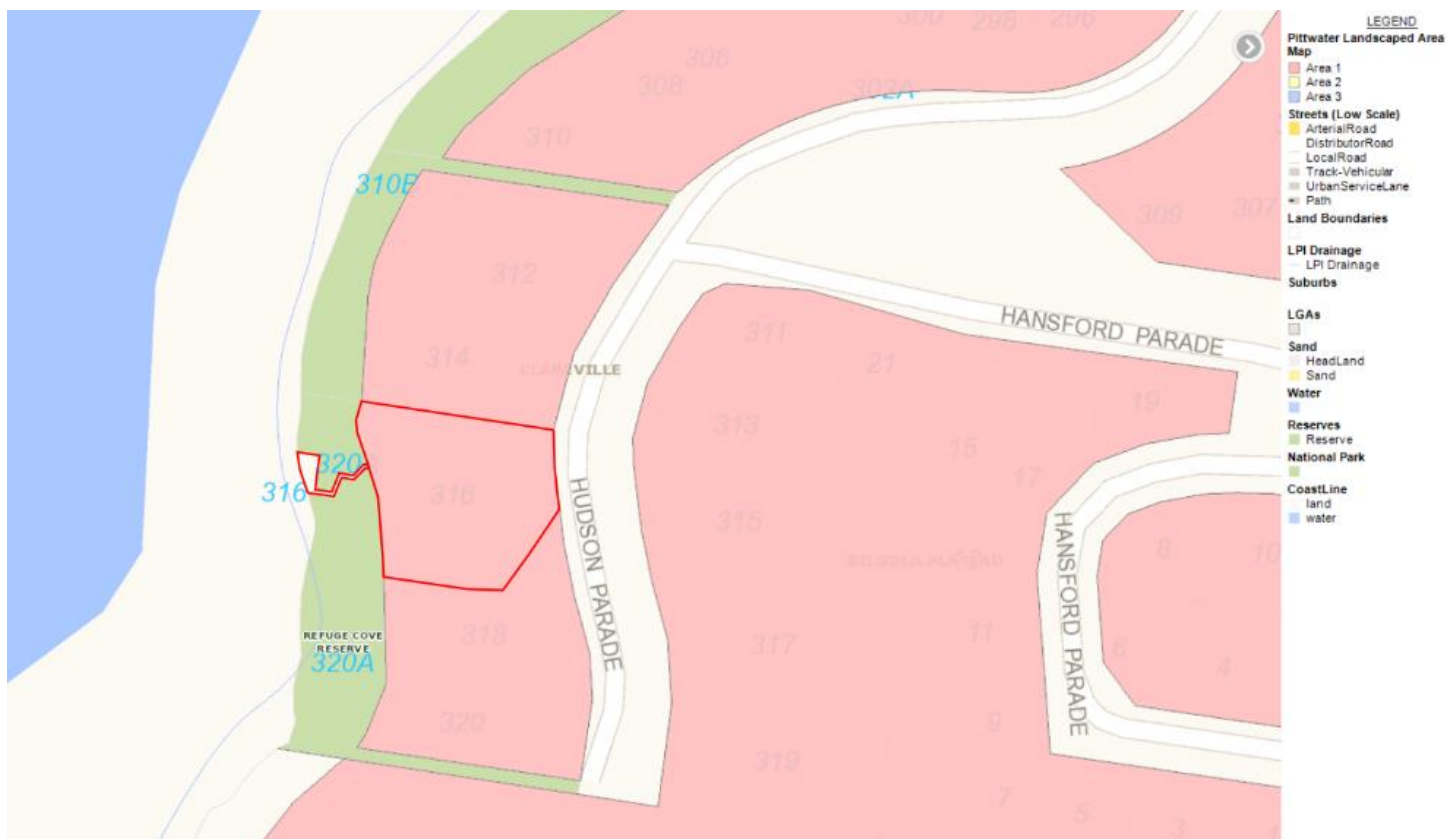 300 298 296
306
308
302A
302A
310
310B
309 307
312
HANSFORD PARADE
311
314
21
VILLE
19
313
15
320
17
316
316
315
HUDSON PARADE
HANSFORD PARADE
8
10
318
11
REFUGE COVE
RESERVE
320A
317
6
4
320
9
319
7
5
3
LEGEND
Pittwater Landscaped Area
Map
Area 1
Area 2
Area 3
Streets (Low Scale)
ArterialRoad
DistributorRoad
LocalRoad
Track-Vehicular
UrbanServiceLane
Path
Land Boundaries
LPI Drainage
LPI Drainage
Suburbs
LGAs
Sand
HeadLand
Sand
Water
Reserves
Reserve
National Park
CoastLine
land
water